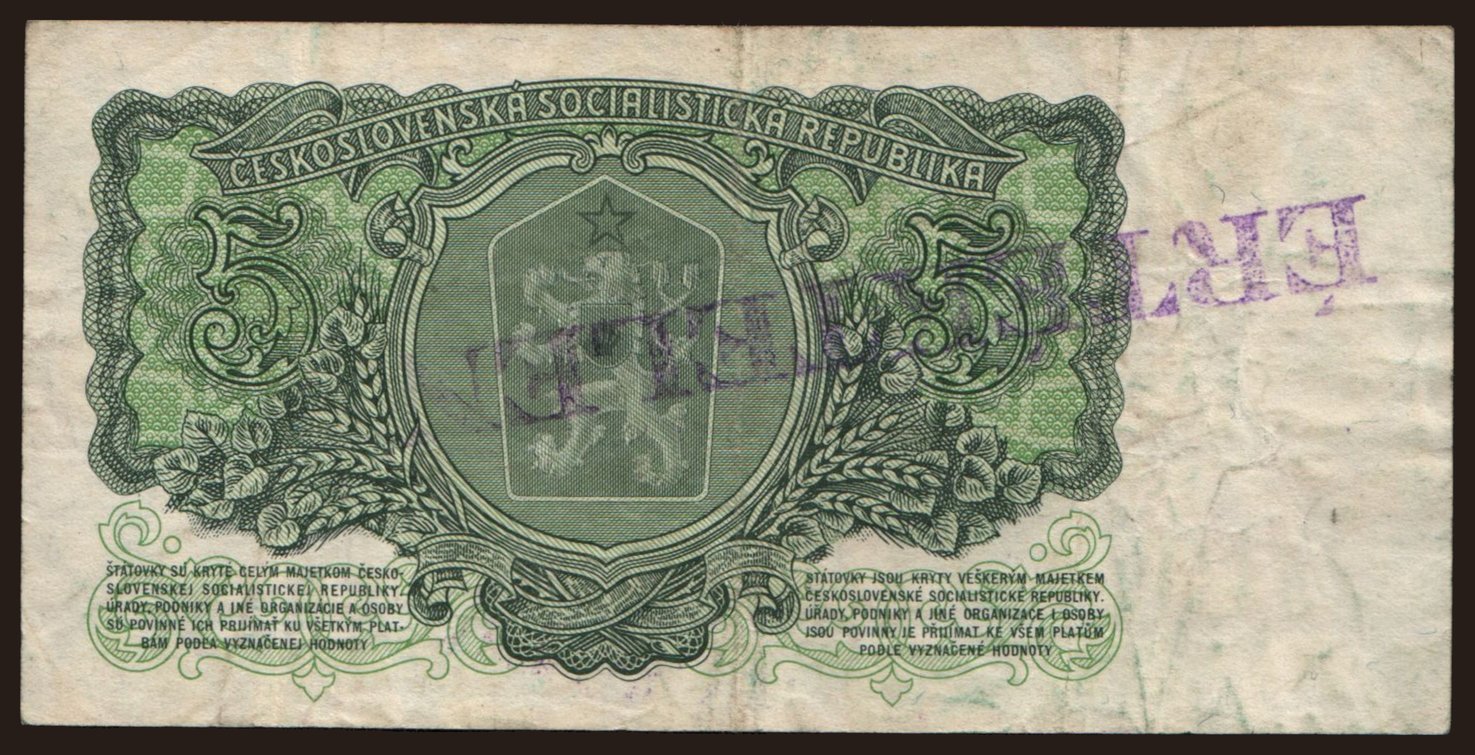 ČESKOSLOVENSKÁ SOCIALISTICKÁ REPUBLIKA
5
5
ÉRTÉKTELEN
ŠTÁTOVKY SÚ KRYTÉ CELÝM MAJETKOM ČESKO-
SLOVENSKEJ SOCIALISTICKEJ REPUBLIKY.
ÚRADY, PODNIKY A INÉ ORGANIZÁCIE A OSOBY
SÚ POVINNÉ ICH PRIJÍMAŤ KU VŠETKÝM PLAT-
BÁM PODĽA VYZNAČENEJ HODNOTY
STÁTOVKY JSOU KRYTY VEŠKERÝM MAJETKEM
ČESKOSLOVENSKÉ SOCIALISTICKÉ REPUBLIKY.
ÚŘADY, PODNIKY A JINÉ ORGANIZACE I OSOBY
JSOU POVINNY JE PŘIJÍMAT KE VŠEM PLATŮM
PODLE VYZNAČENÉ HODNOTY